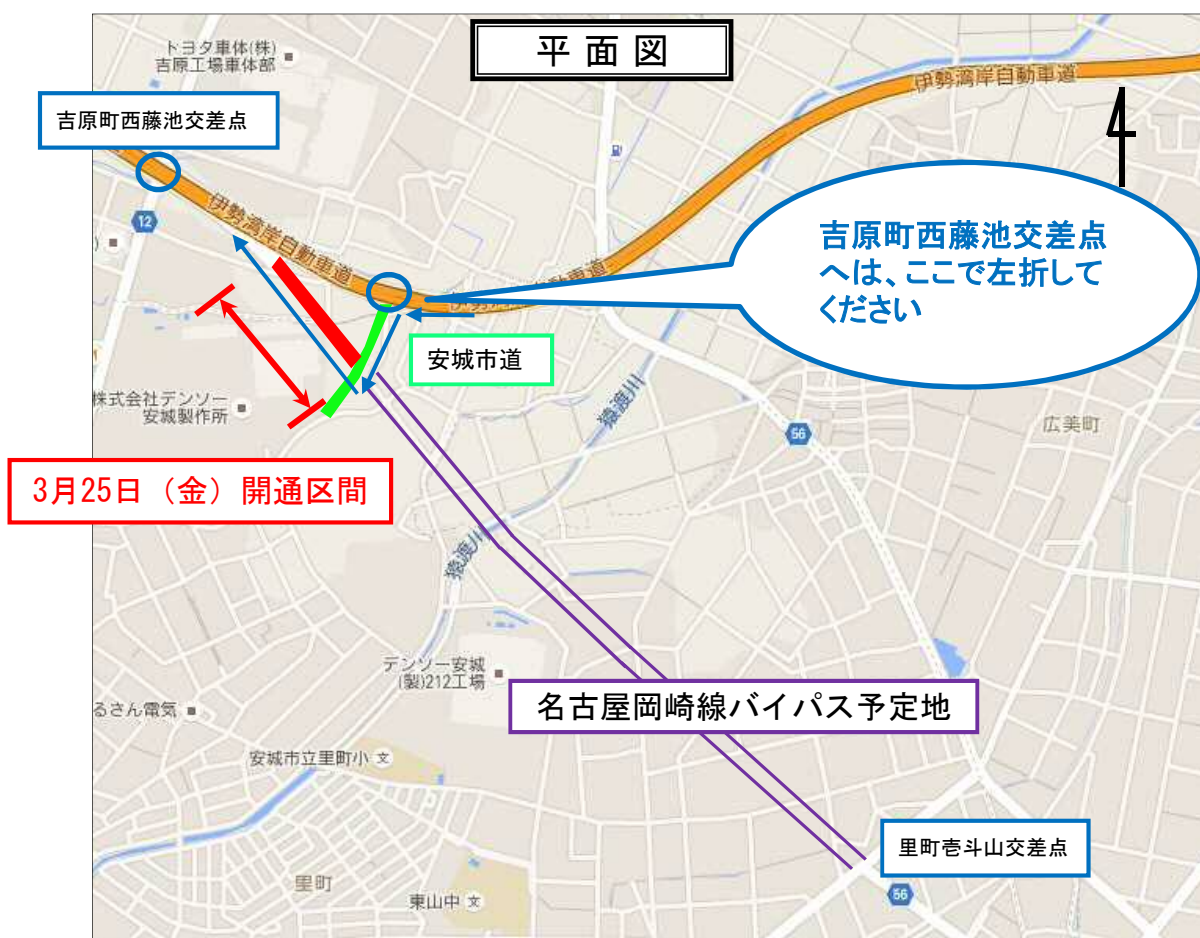 平面図
トヨタ車体(株)
吉原工場車体部
吉原町西藤池交差点
伊勢湾岸自動車道
12
伊勢湾岸自動車道
吉原町西藤池交差点
へは、ここで左折して
ください
安城市道
株式会社デンソー
安城製作所
猿渡川
56
広美町
3月25日（金）開通区間
猿渡川
デンソー安城
(製)212工場
名古屋岡崎線バイパス予定地
るさん電気
安城市立里町小 文
里町壱斗山交差点
里町
東山中 文
56